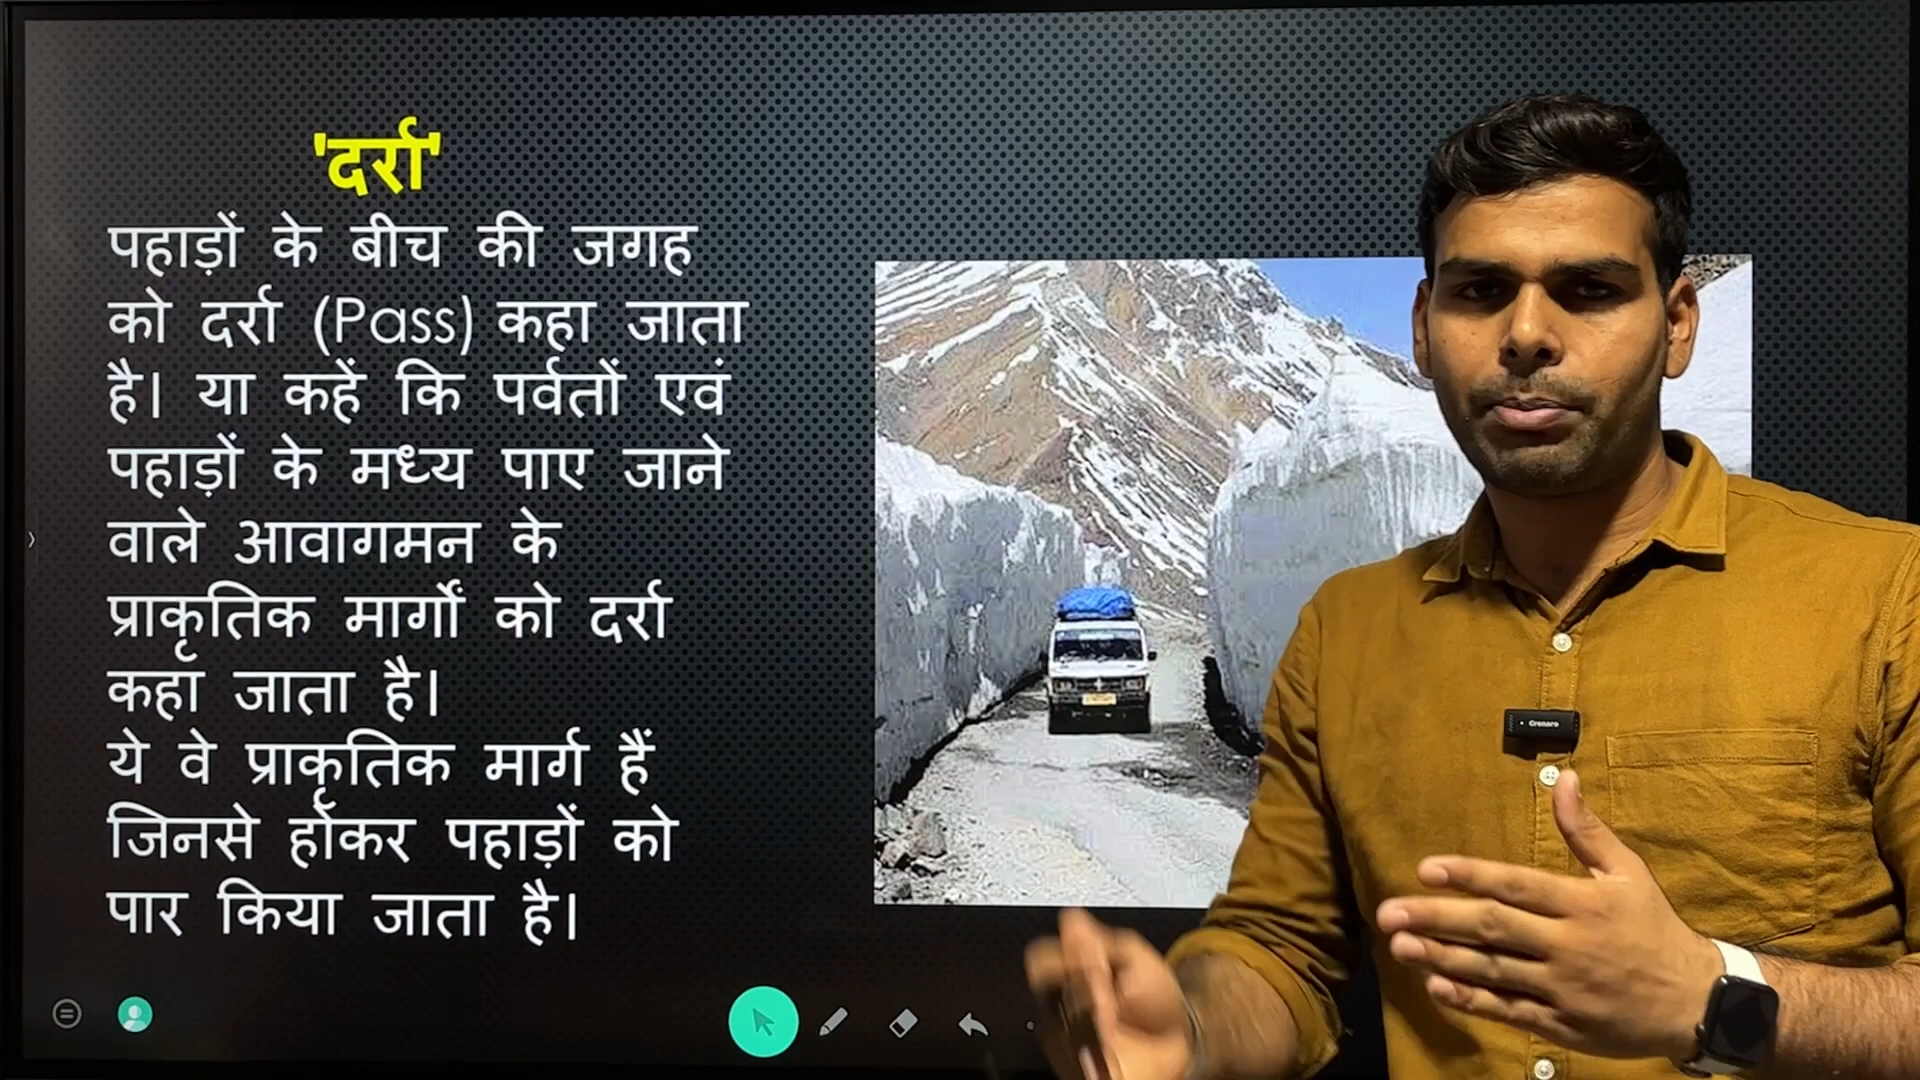 'दर्रा'
पहाड़ों के बीच की जगह
को दर्रा (Pass) कहा जाता
है। या कहें कि पर्वतों एवं
पहाड़ों के मध्य पाए जाने
वाले आवागमन के
प्राकृतिक मार्गों को दर्रा
कहा जाता है।
ये वे प्राकृतिक मार्ग हैं
जिनसे होकर पहाड़ों को
पार किया जाता है।